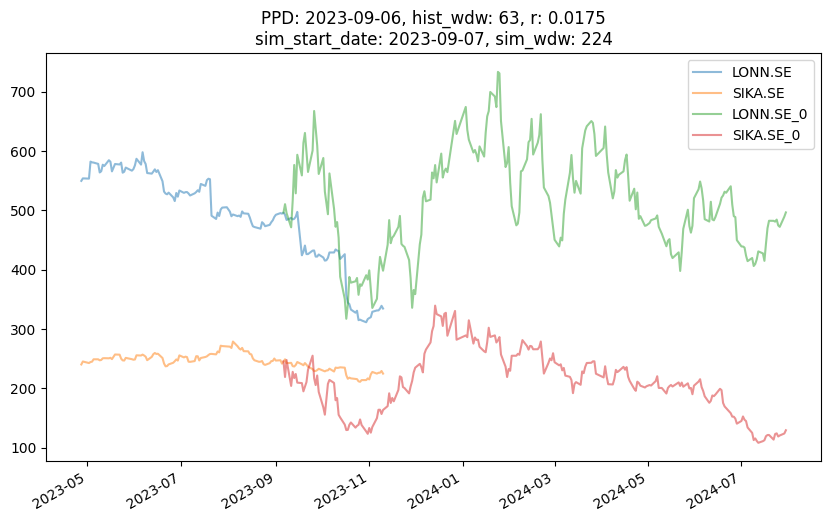 PPD: 2023-09-06, hist_wdw: 63, r: 0.0175
sim_start_date: 2023-09-07, sim_wdw: 224
LONN.SE
SIKA.SE
LONN.SE_0
SIKA.SE_0
700
600
500
400
300
200
100
2023-05
2023-07
2023-09
2023-11
2024-01
2024-03
2024-05
2024-07